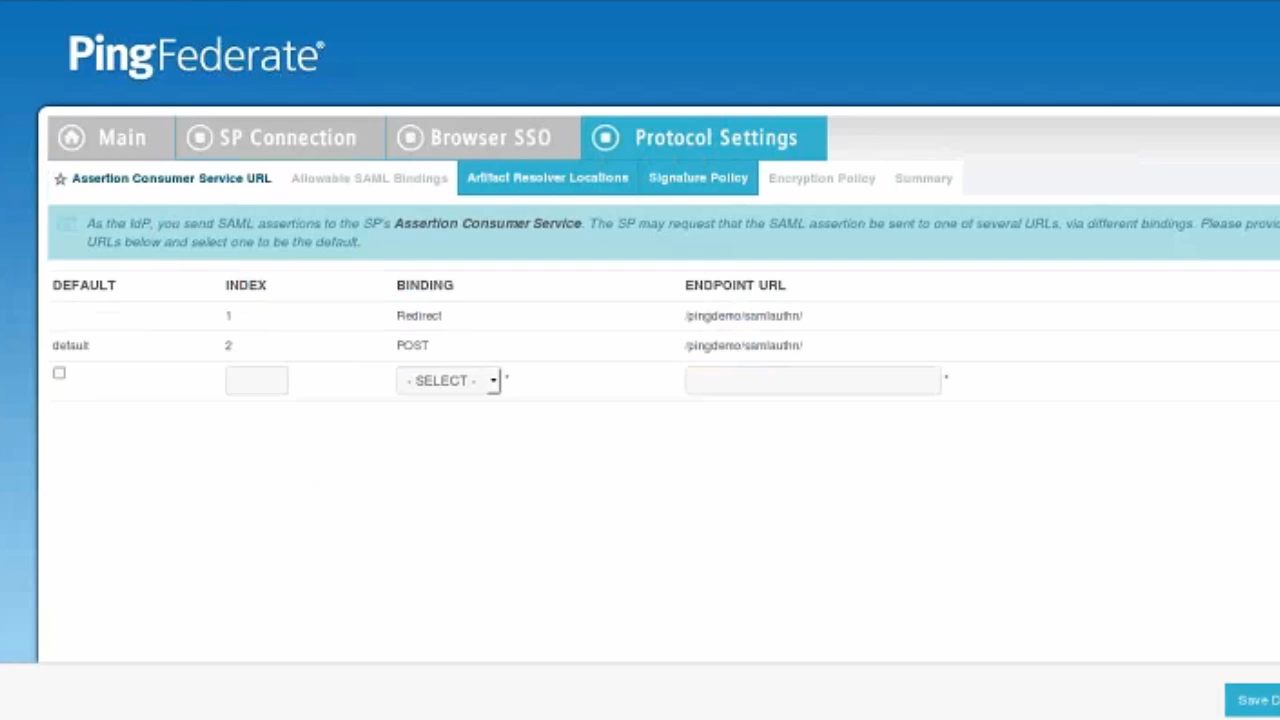 PingFederate®
Main SP Connection Browser SSO Protocol Settings
Assertion Consumer Service URL Allowable SAML Bindings Artifact Resolver Locations Signature Policy Encryption Policy Summary
As the IdP, you send SAML assertions to the SP's Assertion Consumer Service. The SP may request that the SAML assertion be sent to one of several URLs, via different bindings. Please
URLs below and select one to be the default.
DEFAULT INDEX BINDING ENDPOINT URL
1 Redirect /pingdemo/samlauthn/
default 2 POST /pingdemo/samlauthn/
- SELECT - * *
Save